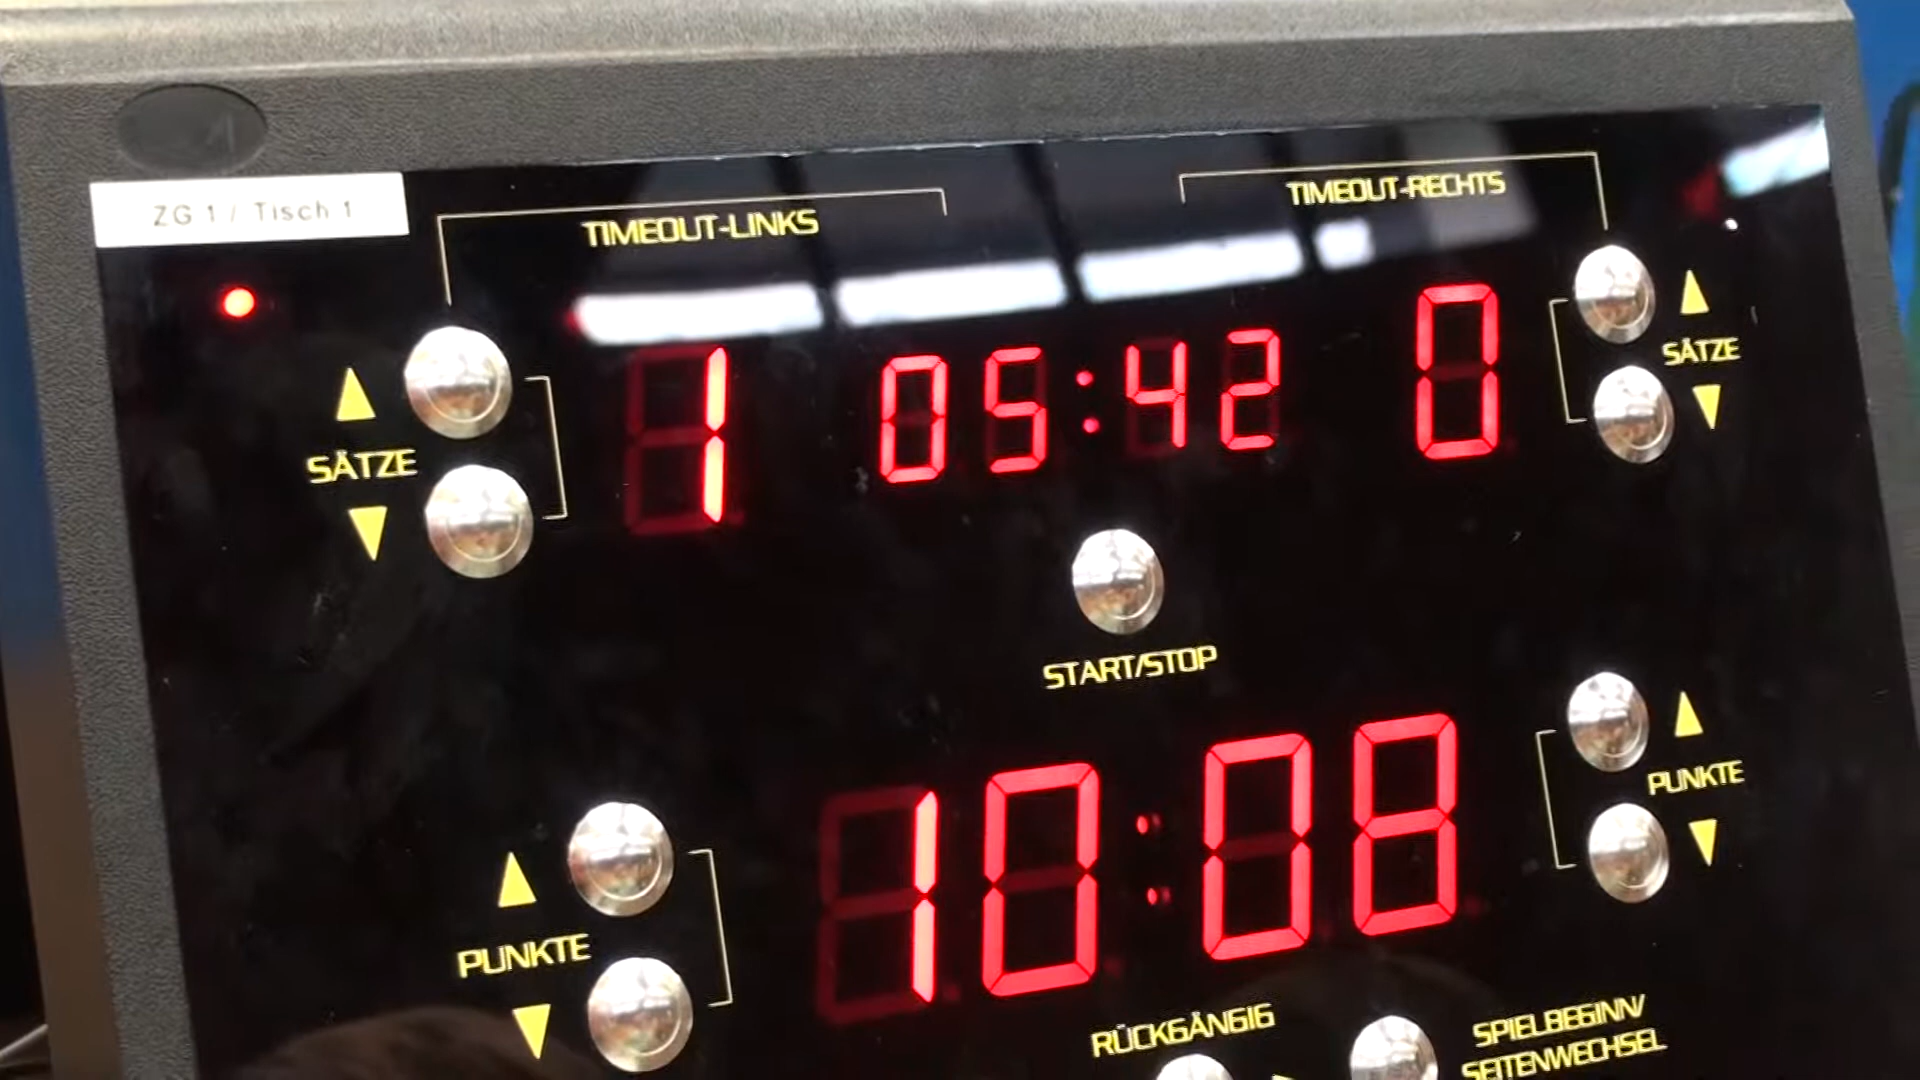 ZG 1 / Tisch 1
TIMEOUT-LINKS
TIMEOUT-RECHTS
1
05:42
0
SÄTZE
SÄTZE
START/STOP
10:08
PUNKTE
PUNKTE
RÜCKGÄNGIG
SPIELBEGINN/
SEITENWECHSEL